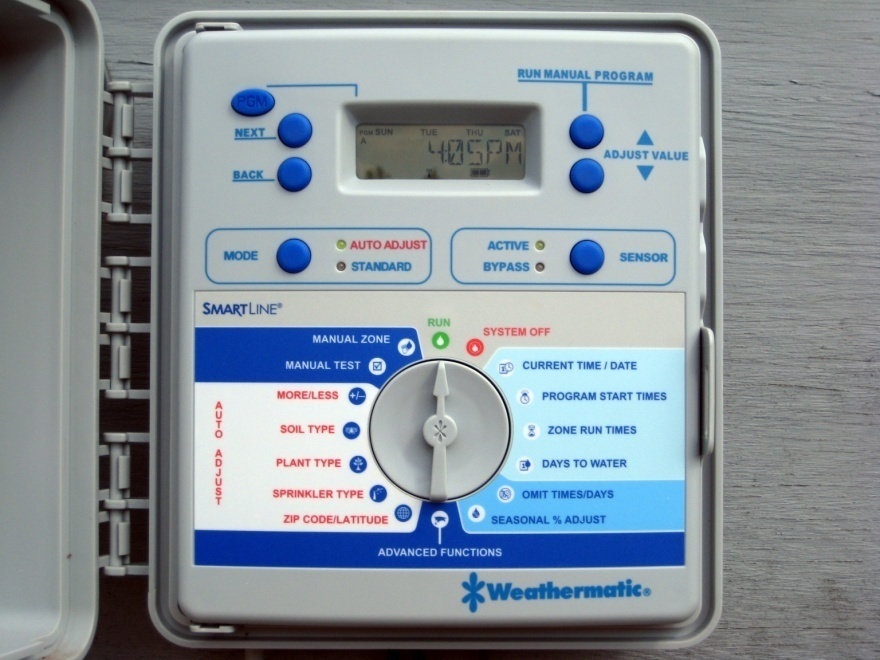 RUN MANUAL PROGRAM
PGM
NEXT
BACK
PGM SUN TUE THU SAT
A
4:05PM
ADJUST VALUE
MODE
AUTO ADJUST
STANDARD
ACTIVE
BYPASS
SENSOR
SMARTLINE®
RUN
SYSTEM OFF
MANUAL ZONE
MANUAL TEST
MORE/LESS
+/–
SOIL TYPE
PLANT TYPE
SPRINKLER TYPE
ZIP CODE/LATITUDE
AUTO ADJUST
CURRENT TIME / DATE
PROGRAM START TIMES
ZONE RUN TIMES
DAYS TO WATER
OMIT TIMES/DAYS
SEASONAL % ADJUST
ADVANCED FUNCTIONS
Weathermatic®